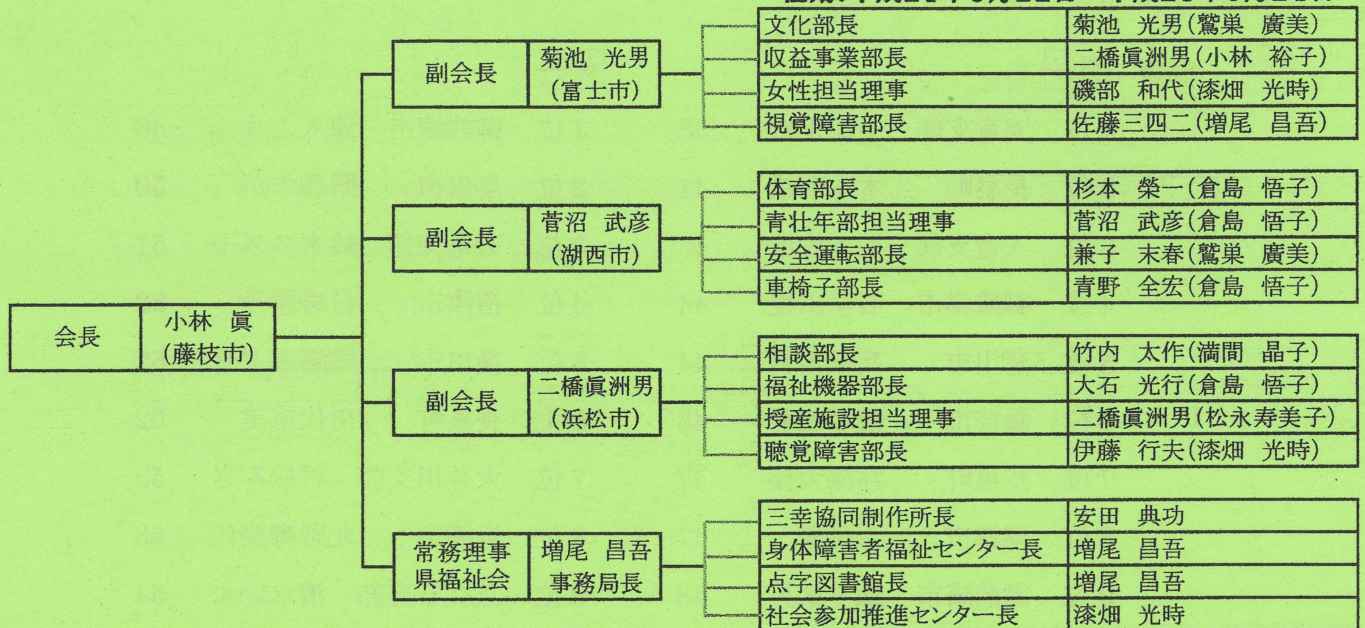 文化部長 菊池 光男(鷲巣 廣美)
収益事業部長 二橋眞洲男(小林 裕子)
女性担当理事 磯部 和代(漆畑 光時)
視覚障害部長 佐藤三四二(増尾 昌吾)
副会長 菊池 光男
(富士市)
体育部長 杉本 榮一(倉島 悟子)
青壮年部担当理事 菅沼 武彦(倉島 悟子)
安全運転部長 兼子 末春(鷲巣 廣美)
車椅子部長 青野 全宏(倉島 悟子)
副会長 菅沼 武彦
(湖西市)
会長 小林 眞
(藤枝市)
相談部長 竹内 太作(満間 晶子)
福祉機器部長 大石 光行(倉島 悟子)
授産施設担当理事 二橋眞洲男(松永寿美子)
聴覚障害部長 伊藤 行夫(漆畑 光時)
副会長 二橋眞洲男
(浜松市)
三幸協同制作所長 安田 典功
身体障害者福祉センター長 増尾 昌吾
点字図書館長 増尾 昌吾
社会参加推進センター長 漆畑 光時
常務理事 増尾 昌吾
県福祉会 事務局長